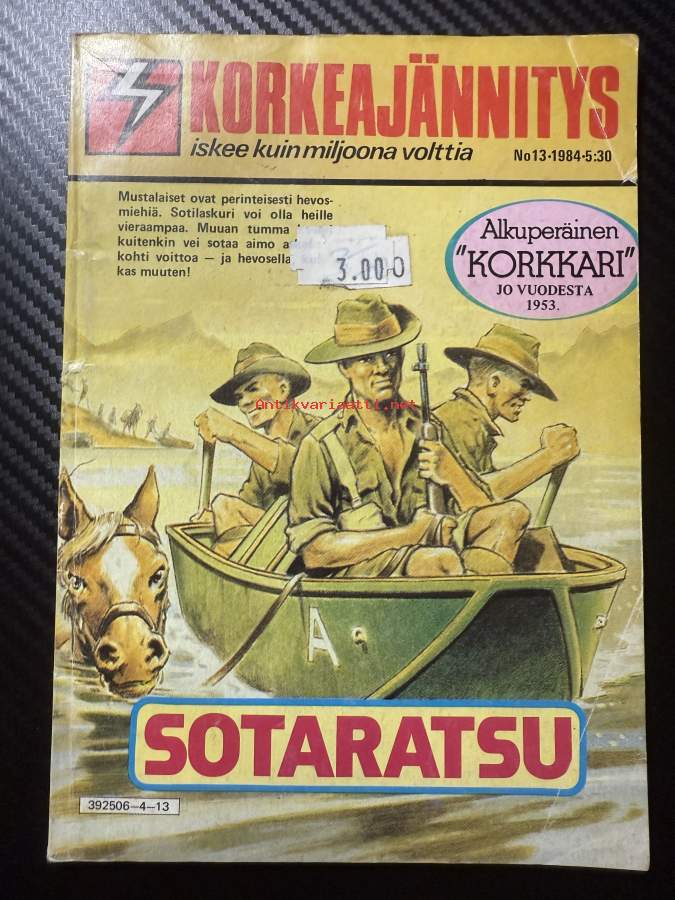 KORKEAJÄNNITYS
iskee kuin miljoona volttia
No 13·1984·5:30
Mustalaiset ovat perinteisesti hevos-
miehiä. Sotilaskuri voi olla heille
vieraampaa. Muuan tumma
kuitenkin vei sotaa aimo
kohti voittoa — ja hevosella
kas muuten!
3.00
Alkuperäinen
"KORKKARI"
JO VUODESTA
1953.
Antikvariaatti.net
A
SOTARATSU
392506—4—13